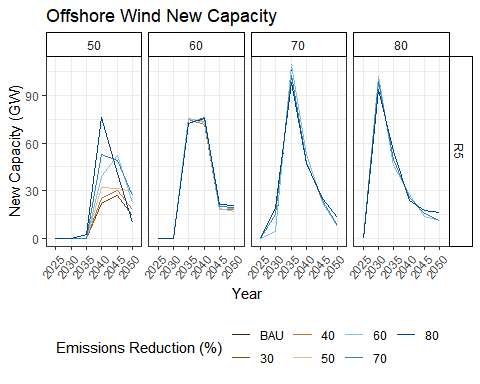 Offshore Wind New Capacity
50 60 70 80
New Capacity (GW)
90
60
30
0
R5
2025 2030 2035 2040 2045 2050 2025 2030 2035 2040 2045 2050 2025 2030 2035 2040 2045 2050 2025 2030 2035 2040 2045 2050
Year
Emissions Reduction (%)
BAU 40 60 80
30 50 70